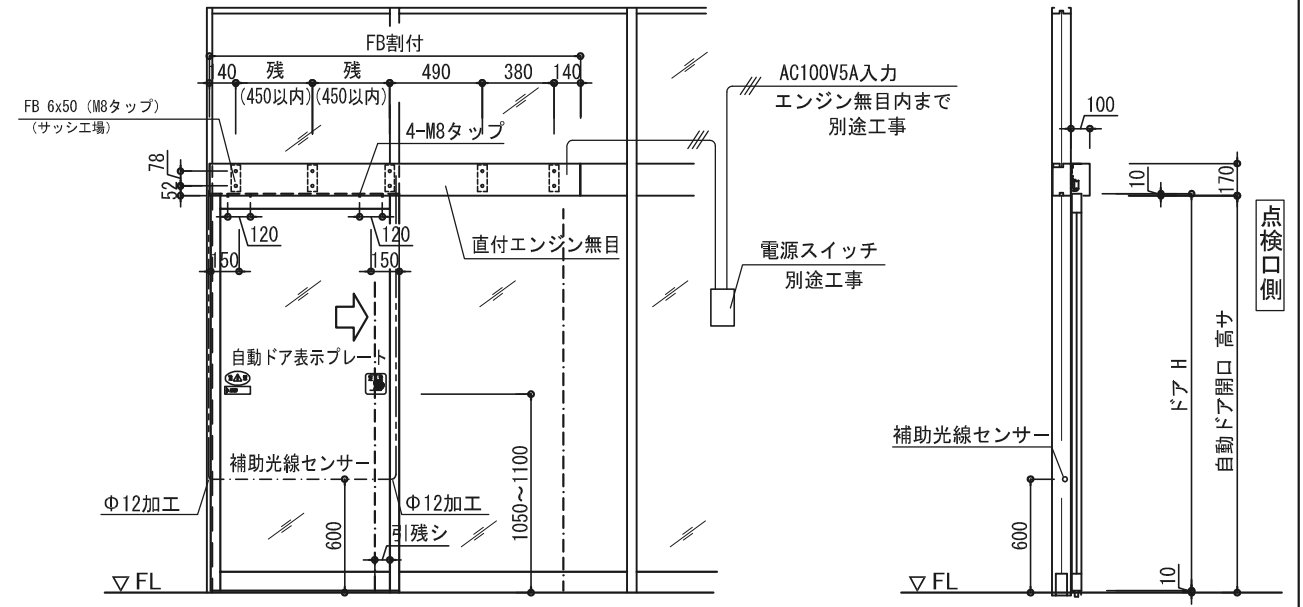 FB割付
140
残
残
490
380
140
(450以内)
(450以内)
FB 6x50 (M8タップ)
(サッシ工場)
4-M8タップ
78
52
120
120
150
150
直付エンジン無目
AC100V5A入力
エンジン無目内まで
別途工事
電源スイッチ
別途工事
自動ドア表示プレート
補助光線センサー
Φ12加工
Φ12加工
600
引残シ
1050~1100
▽FL
100
10
170
点検口側
ドア H
自動ドア開口 高サ
補助光線センサー
600
10
▽FL